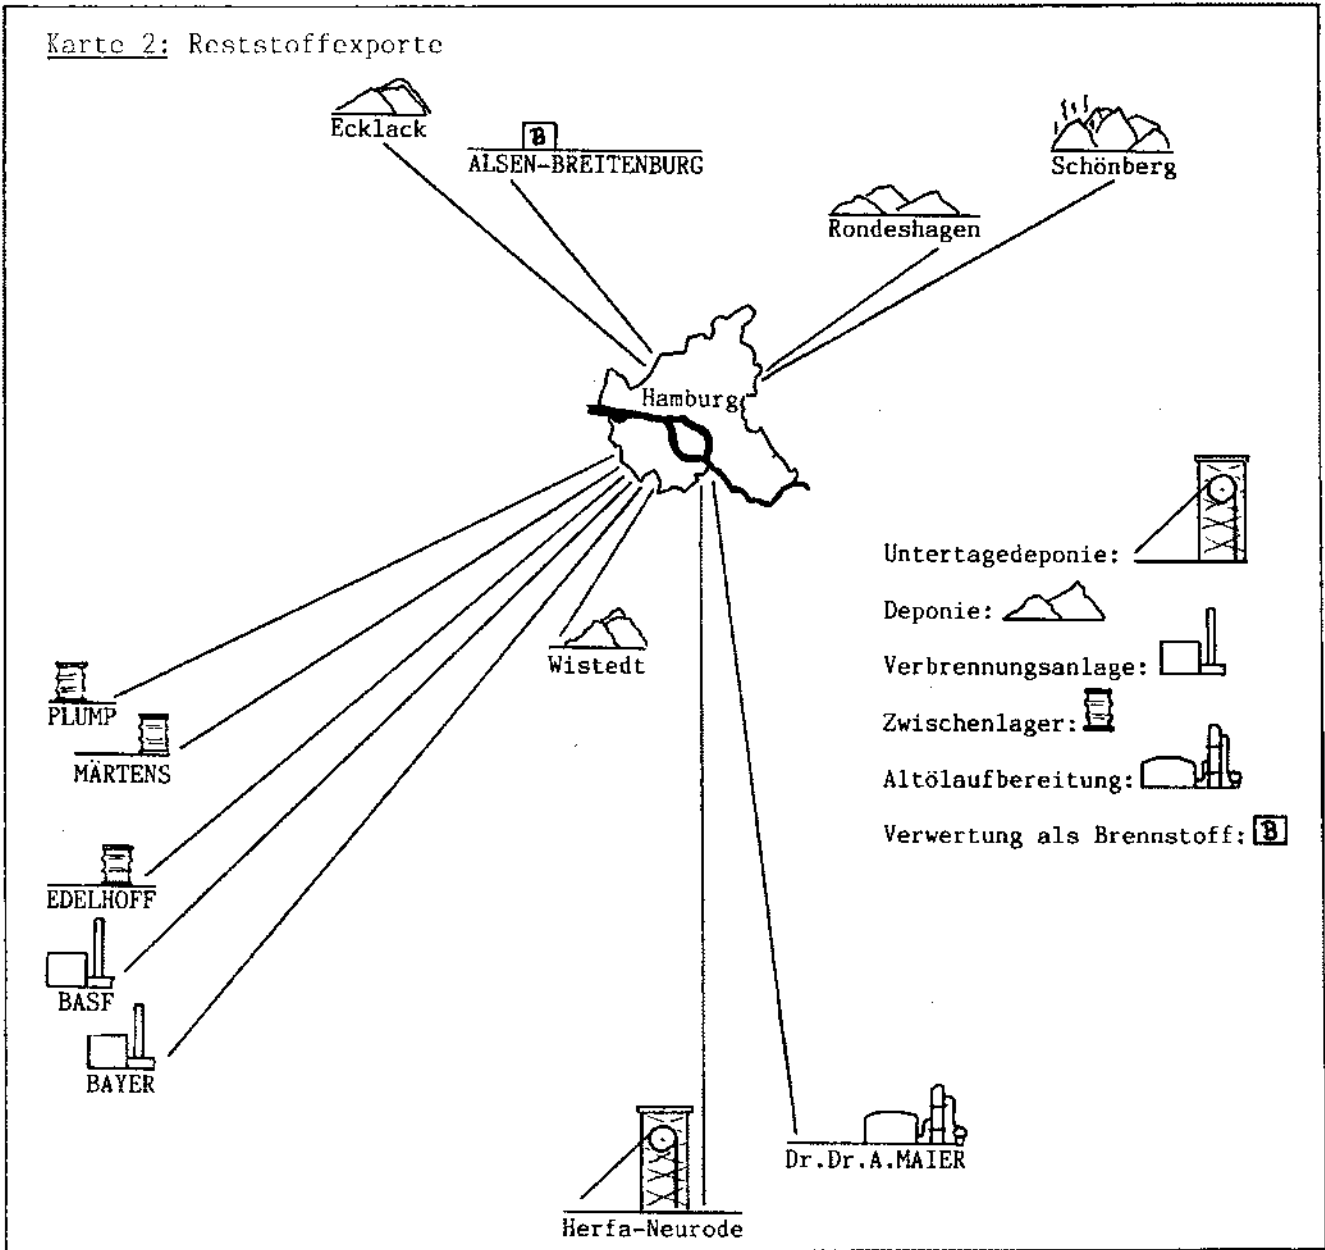 Karte 2: Reststoffexporte
Ecklack
B
ALSEN-BREITENBURG
Schönberg
Rondeshagen
Hamburg
Untertagedeponie:
Deponie:
Wistedt
Verbrennungsanlage:
PLUMP
Zwischenlager:
MÄRTENS
Altölaufbereitung:
Verwertung als Brennstoff: B
EDELHOFF
BASF
BAYER
Dr.Dr.A.MAIER
Herfa-Neurode